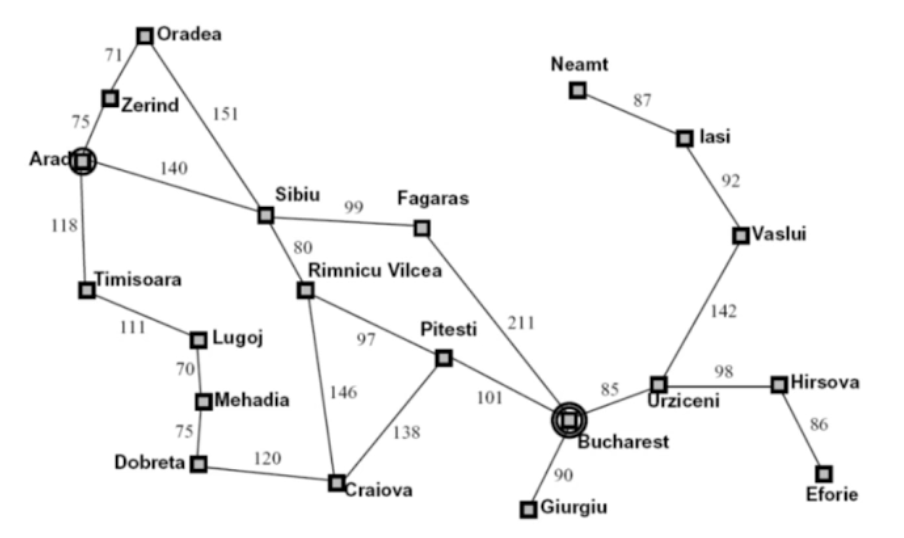 Oradea
71
Neamt
Zerind
87
151
75
Iasi
Arad
140
92
Sibiu
Fagaras
99
118
Vaslui
80
Timisoara
Rimnicu Vilcea
142
111
Pitesti
211
Lugoj
97
70
98
Hirsova
Mehadia
146
101
85
Urziceni
75
138
86
Bucharest
Dobreta
120
90
Craiova
Eforie
Giurgiu